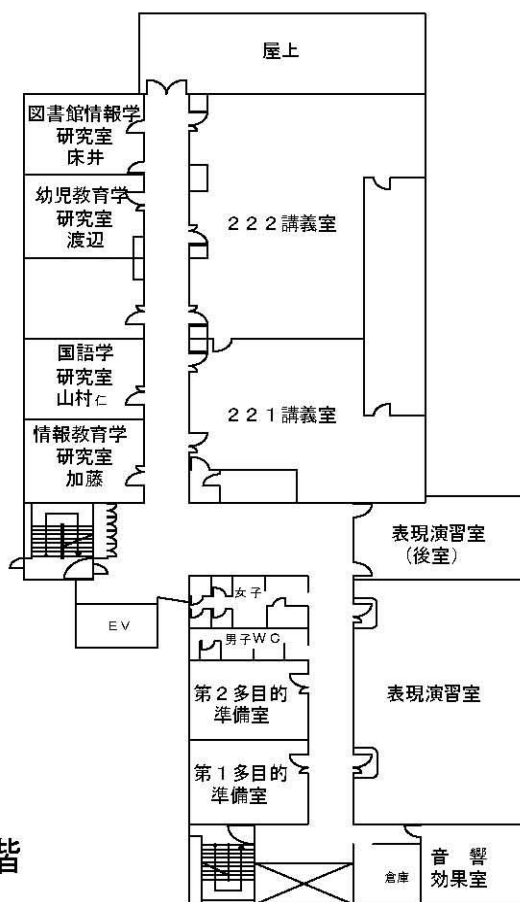 屋上
図書館情報学
研究室
床井
幼児教育学
研究室
渡辺
222講義室
国語学
研究室
山村仁
221講義室
情報教育学
研究室
加藤
表現演習室
(後室)
女子
EV
男子WC
第2多目的
準備室
表現演習室
第1多目的
準備室
階
倉庫
音響
効果室